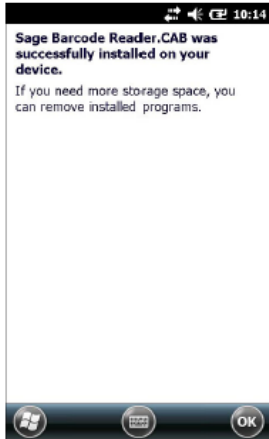 10:14
Sage Barcode Reader.CAB was
successfully installed on your
device.
If you need more storage space, you
can remove installed programs.
OK